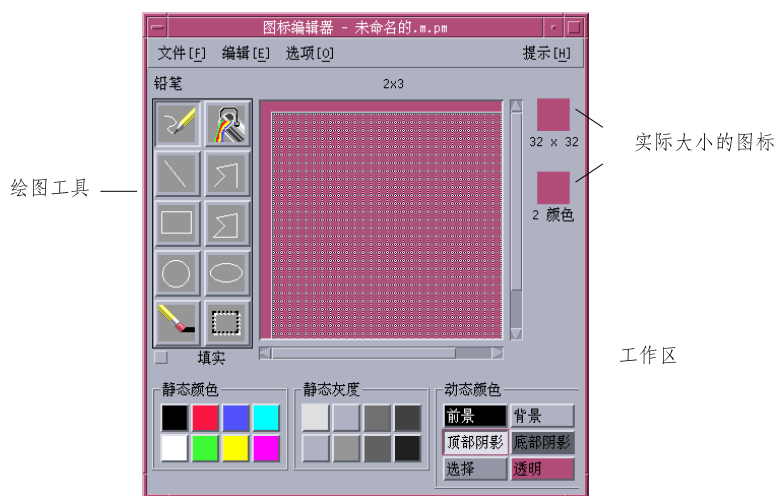 图标编辑器 - 未命名的.m.pm
文件[F] 编辑[E] 选项[O] 提示[H]
铅笔 2x3
32 x 32
实际大小的图标
绘图工具
2 颜色
填实
工作区
静态颜色 静态灰度 动态颜色
前景 背景
顶部阴影 底部阴影
选择 透明